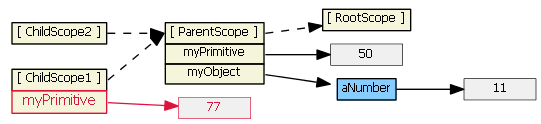 [ ChildScope2 ]
[ ParentScope ]
[ RootScope ]
myPrimitive
50
myObject
aNumber
11
[ ChildScope1 ]
myPrimitive
77